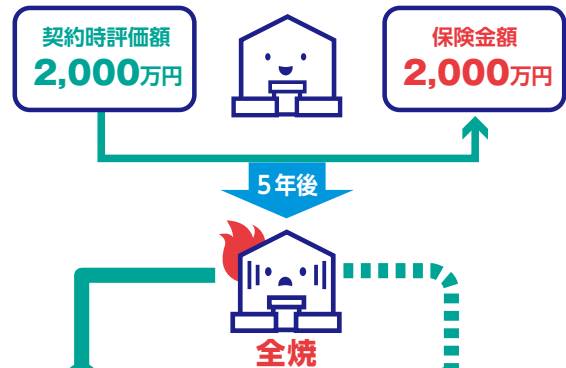 契約時評価額
2,000万円
保険金額
2,000万円
5年後
全焼